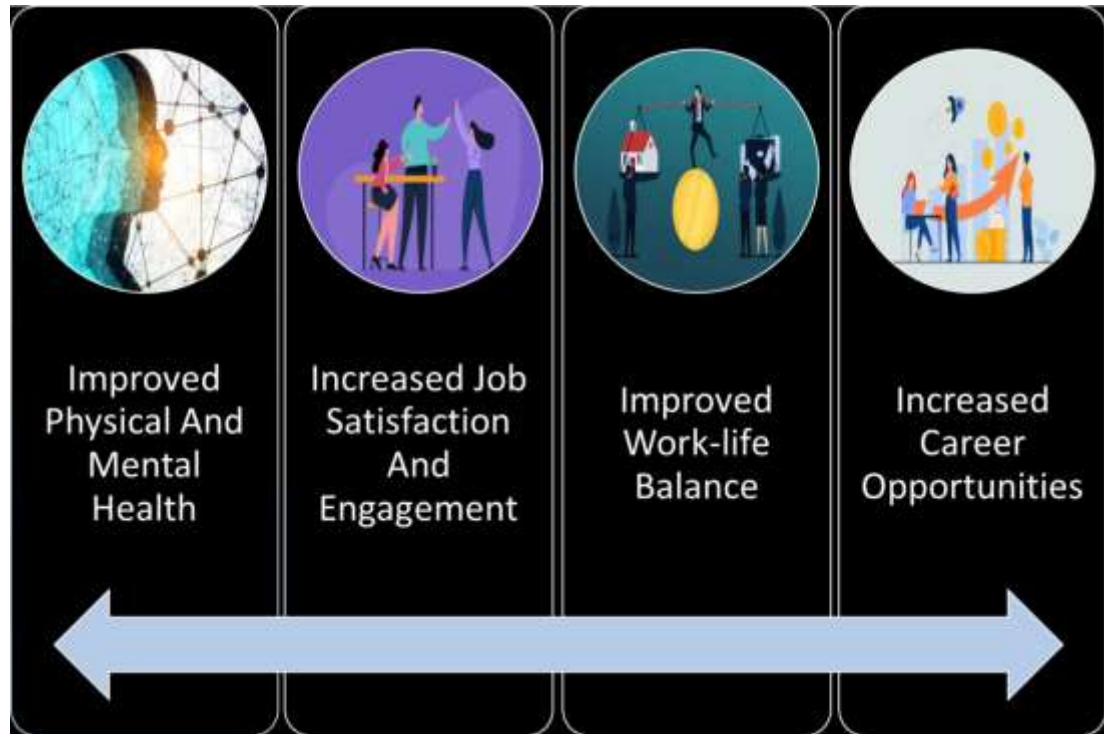 Improved
Physical And
Mental
Health
Increased Job
Satisfaction
And
Engagement
Improved
Work-life
Balance
Increased
Career
Opportunities